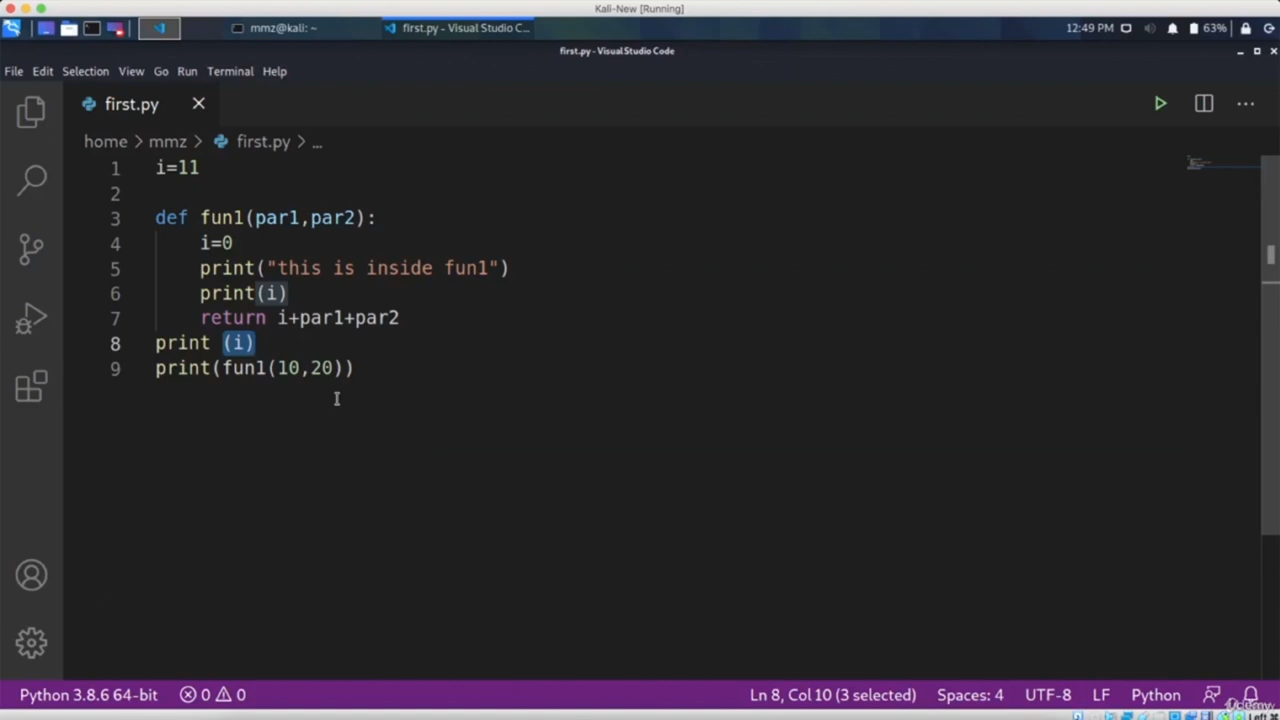 Kali-New [Running]
mmz@kali: ~
first.py - Visual Studio C...
12:49 PM
63%
first.py - Visual Studio Code
File Edit Selection View Go Run Terminal Help
first.py
home > mmz > first.py > ...
1 i=11
2
3 def fun1(par1,par2):
4 i=0
5 print("this is inside fun1")
6 print(i)
7 return i+par1+par2
8 print (i)
9 print(fun1(10,20))
Python 3.8.6 64-bit 0 0 Ln 8, Col 10 (3 selected) Spaces: 4 UTF-8 LF Python
Udemy
Left ⌘